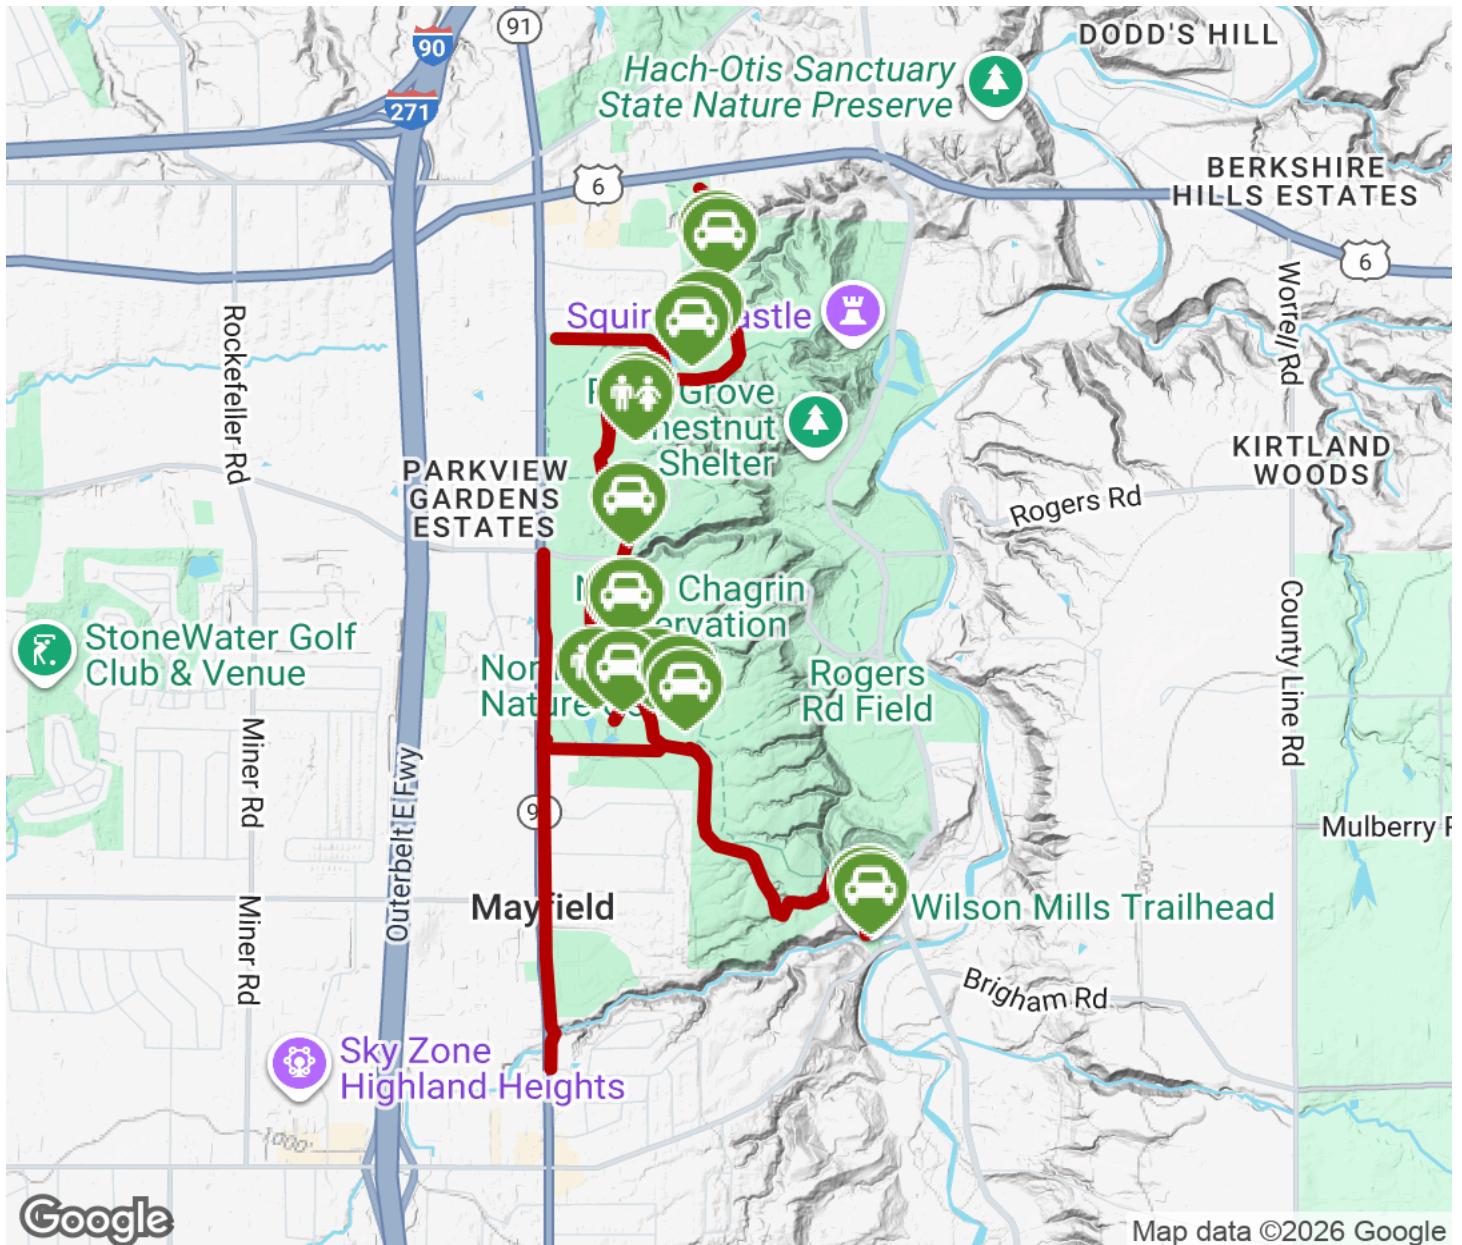 91
90
271
DODD'S HILL
Hach-Otis Sanctuary
State Nature Preserve
6
BERKSHIRE
HILLS ESTATES
6
Worrell Rd
Rockefeller Rd
Grove
Shelter
KIRTLAND
WOODS
PARKVIEW
GARDENS
ESTATES
Rogers Rd
Chagrin
StoneWater Golf
Club & Venue
Rogers
Rd Field
County Line Rd
Miner Rd
Outerbelt E Fwy
Mulberry
Miner Rd
Mayfield
Wilson Mills Trailhead
Brigham Rd
Sky Zone
Highland Heights
1000'
Google
Map data ©2026 Google